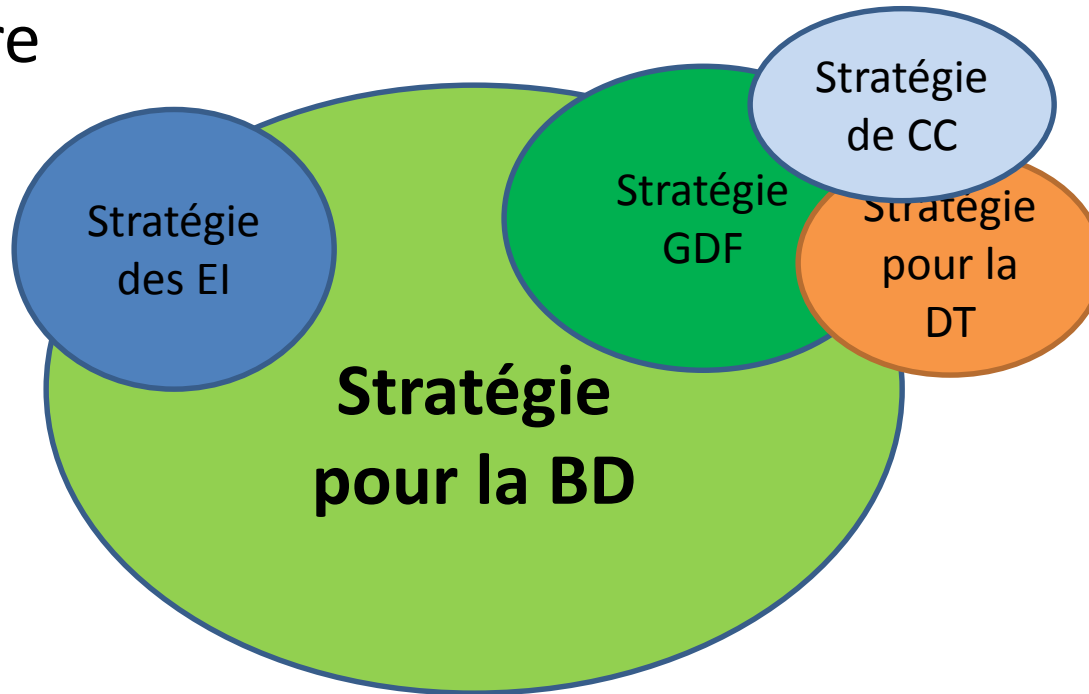 re
Stratégie
de CC
Stratégie
GDF
Stratégie
pour la
DT
Stratégie
des EI
Stratégie
pour la BD